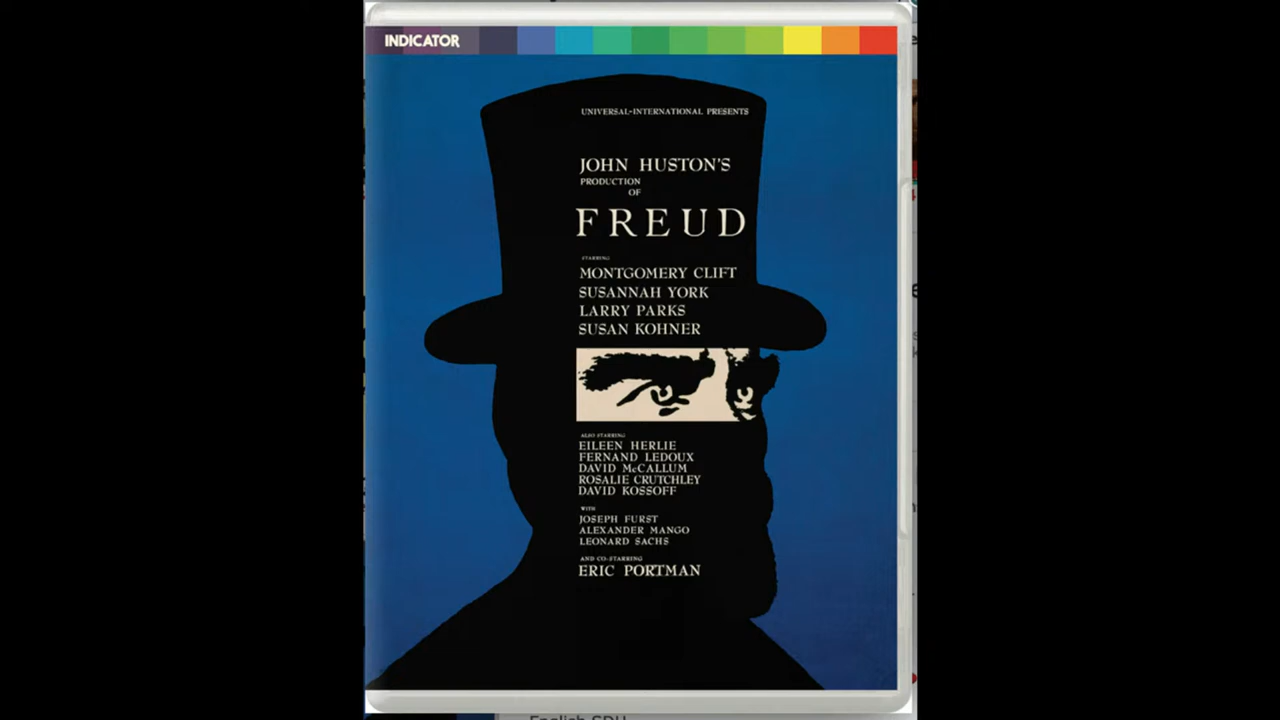 INDICATOR
UNIVERSAL-INTERNATIONAL PRESENTS
JOHN HUSTON'S
PRODUCTION
OF
FREUD
STARRING
MONTGOMERY CLIFT
SUSANNAH YORK
LARRY PARKS
SUSAN KOHNER
ALSO STARRING
EILEEN HERLIE
FERNAND LEDOUX
DAVID McCALLUM
ROSALIE CRUTCHLEY
DAVID KOSSOFF
WITH
JOSEPH FURST
ALEXANDER MANGO
LEONARD SACHS
AND CO-STARRING
ERIC PORTMAN
English SDH